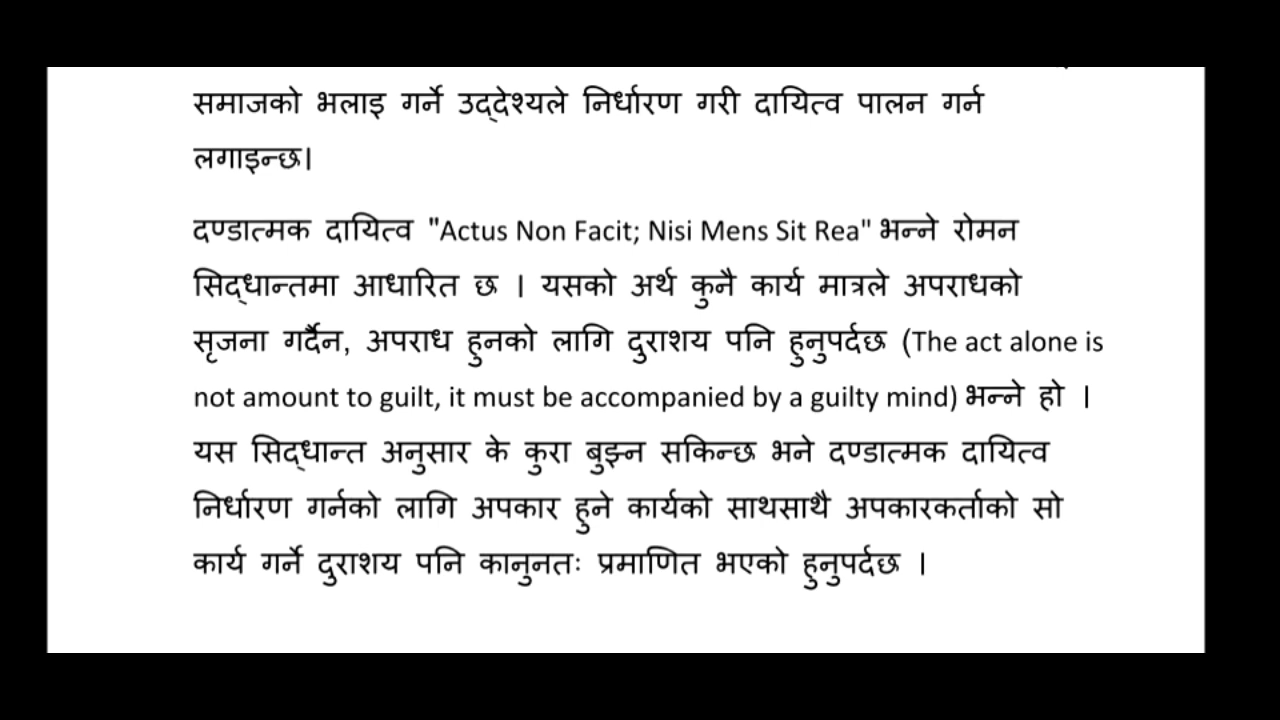 समाजको भलाइ गर्ने उद्देश्यले निर्धारण गरी दायित्व पालन गर्न
लगाइन्छ।
दण्डात्मक दायित्व "Actus Non Facit; Nisi Mens Sit Rea" भन्ने रोमन
सिद्धान्तमा आधारित छ । यसको अर्थ कुनै कार्य मात्रले अपराधको
सृजना गर्दैन, अपराध हुनको लागि दुराशय पनि हुनुपर्दछ (The act alone is
not amount to guilt, it must be accompanied by a guilty mind) भन्ने हो ।
यस सिद्धान्त अनुसार के कुरा बुझ्न सकिन्छ भने दण्डात्मक दायित्व
निर्धारण गर्नको लागि अपकार हुने कार्यको साथसाथै अपकारकर्ताको सो
कार्य गर्ने दुराशय पनि कानुनतः प्रमाणित भएको हुनुपर्दछ ।